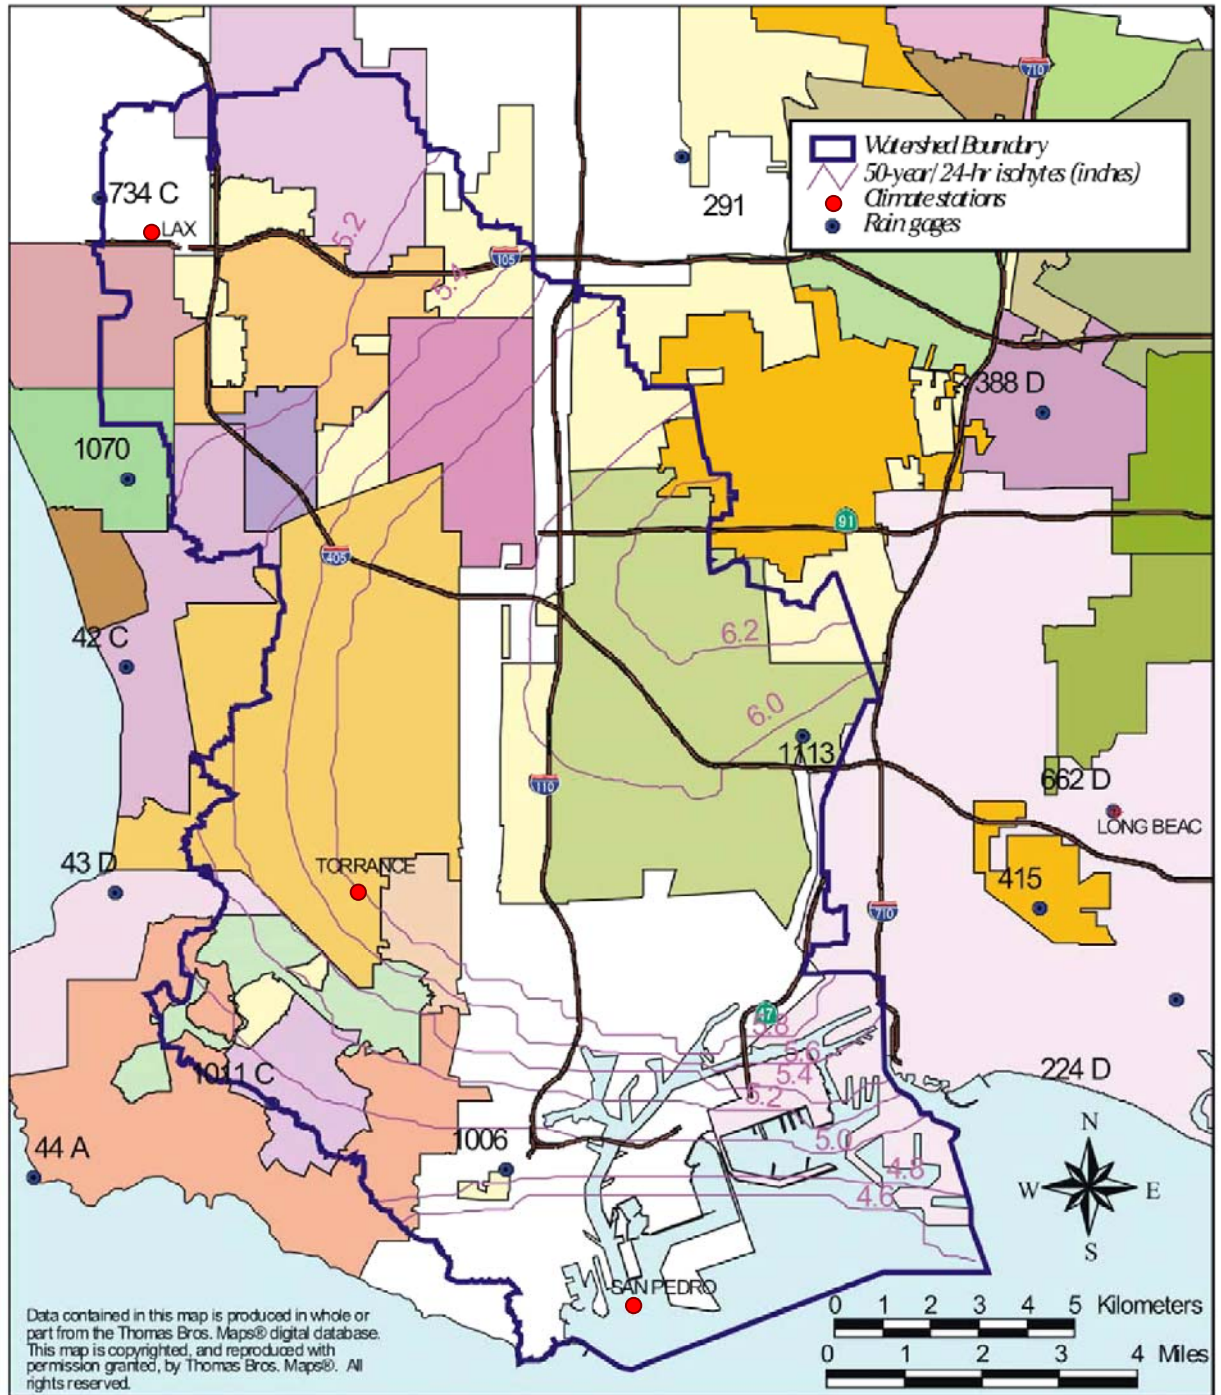 710
Watershed Boundary
50-year/ 24-hr isohytes (inches)
Climate stations
Rain gages
734 C
LAX
291
5.2
105
5.4
388 D
1070
91
405
42 C
6.2
6.0
1113
110
662 D
LONG BEAC
43 D
TORRANCE
415
710
47
5.8
5.6
5.4
5.2
1011 C
224 D
5.0
1006
44 A
4.8
4.6
N
W
E
S
SAN PEDRO
Data contained in this map is produced in whole or
part from the Thomas Bros. Maps® digital database.
This map is copyrighted, and reproduced with
permission granted, by Thomas Bros. Maps®. All
rights reserved.
0 1 2 3 4 5 Kilometers
0 1 2 3 4 Miles